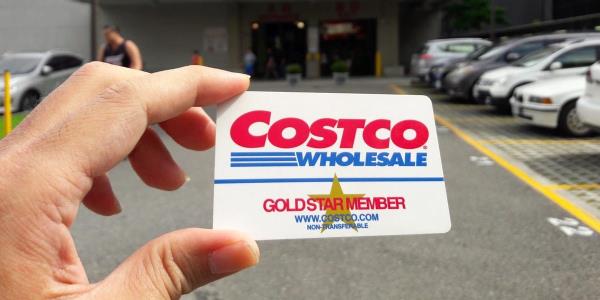 COSTCO
WHOLESALE
GOLD STAR MEMBER
WWW.COSTCO.COM
NON-TRANSFERABLE